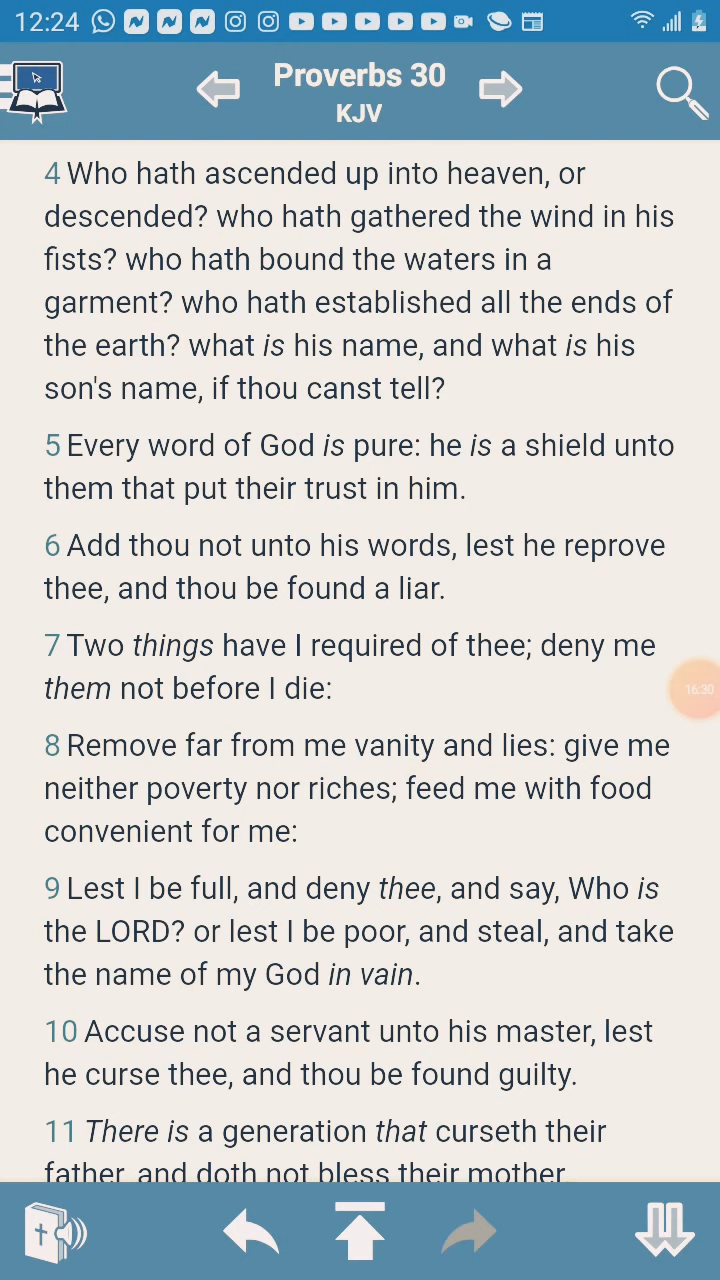 12:24
Proverbs 30
KJV
4 Who hath ascended up into heaven, or
descended? who hath gathered the wind in his
fists? who hath bound the waters in a
garment? who hath established all the ends of
the earth? what is his name, and what is his
son's name, if thou canst tell?
5 Every word of God is pure: he is a shield unto
them that put their trust in him.
6 Add thou not unto his words, lest he reprove
thee, and thou be found a liar.
7 Two things have I required of thee; deny me
them not before I die:
16:30
8 Remove far from me vanity and lies: give me
neither poverty nor riches; feed me with food
convenient for me:
9 Lest I be full, and deny thee, and say, Who is
the LORD? or lest I be poor, and steal, and take
the name of my God in vain.
10 Accuse not a servant unto his master, lest
he curse thee, and thou be found guilty.
11 There is a generation that curseth their
father, and doth not bless their mother.